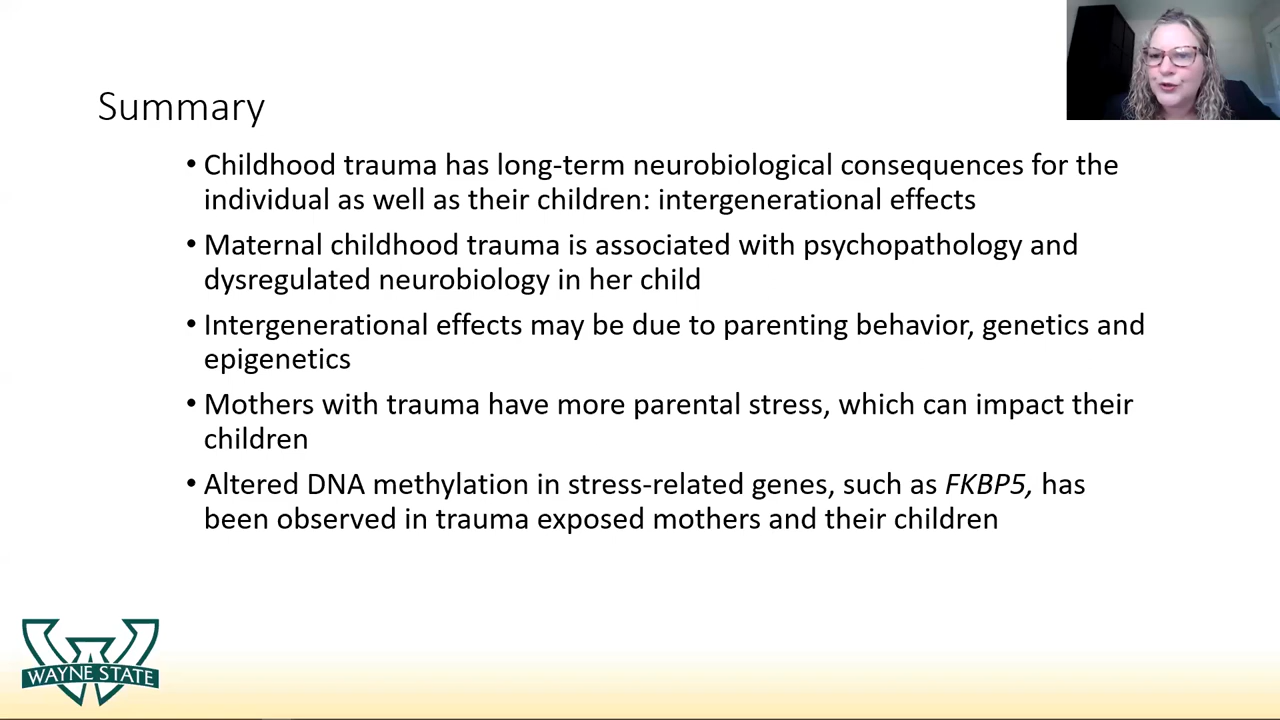 Summary
• Childhood trauma has long-term neurobiological consequences for the
individual as well as their children: intergenerational effects
• Maternal childhood trauma is associated with psychopathology and
dysregulated neurobiology in her child
• Intergenerational effects may be due to parenting behavior, genetics and
epigenetics
• Mothers with trauma have more parental stress, which can impact their
children
• Altered DNA methylation in stress-related genes, such as FKBP5, has
been observed in trauma exposed mothers and their children
WAYNE STATE